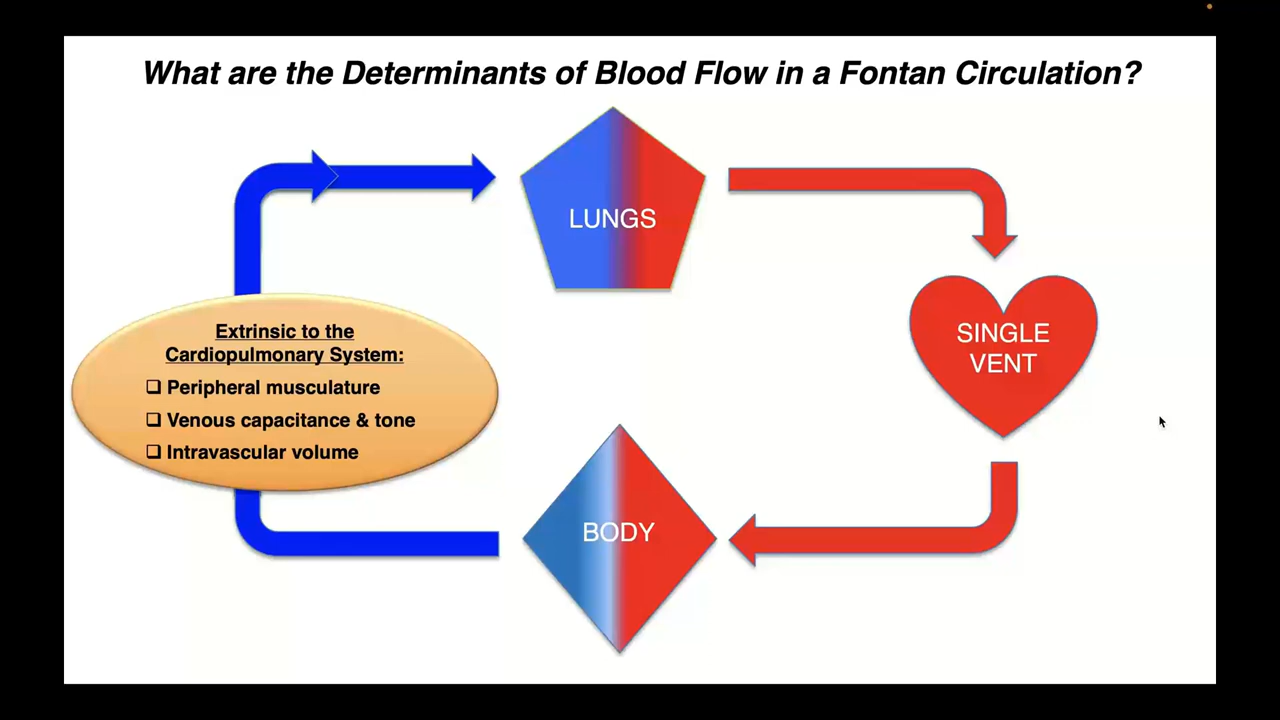 What are the Determinants of Blood Flow in a Fontan Circulation?
LUNGS
SINGLE
VENT
Extrinsic to the
Cardiopulmonary System:
❑ Peripheral musculature
❑ Venous capacitance & tone
❑ Intravascular volume
BODY